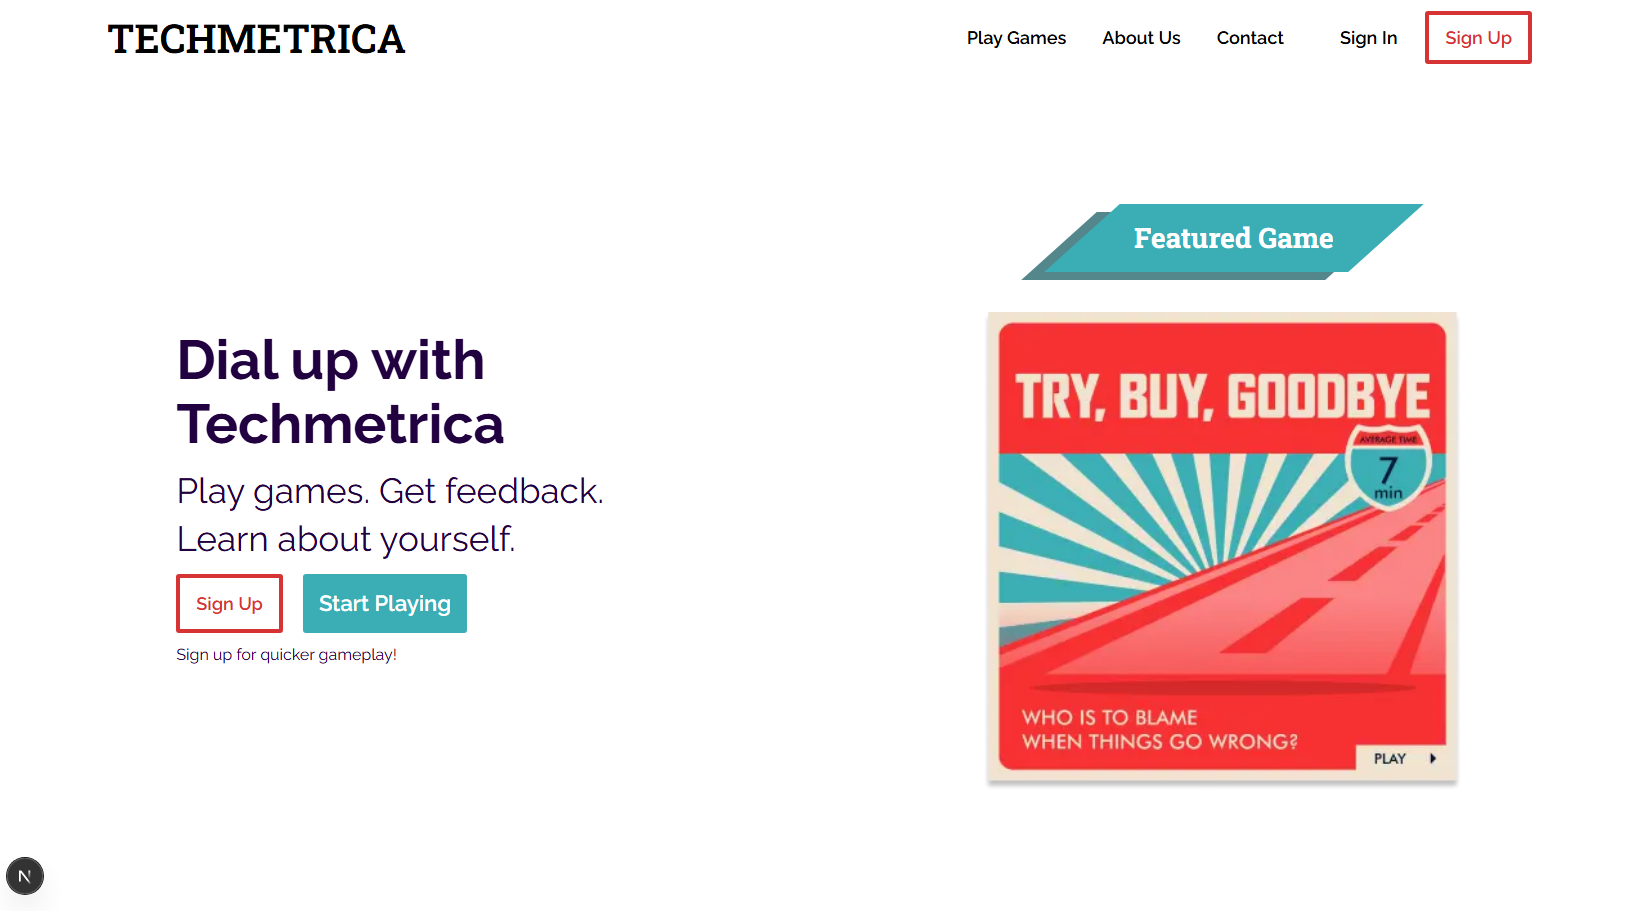 TECHMETRICA
Play Games
About Us
Contact
Sign In
Sign Up
Featured Game
Dial up with
Techmetrica
Play games. Get feedback.
Learn about yourself.
Sign Up
Start Playing
Sign up for quicker gameplay!
TRY, BUY, GOODBYE
AVERAGE TIME
7
min
WHO IS TO BLAME
WHEN THINGS GO WRONG?
PLAY
N